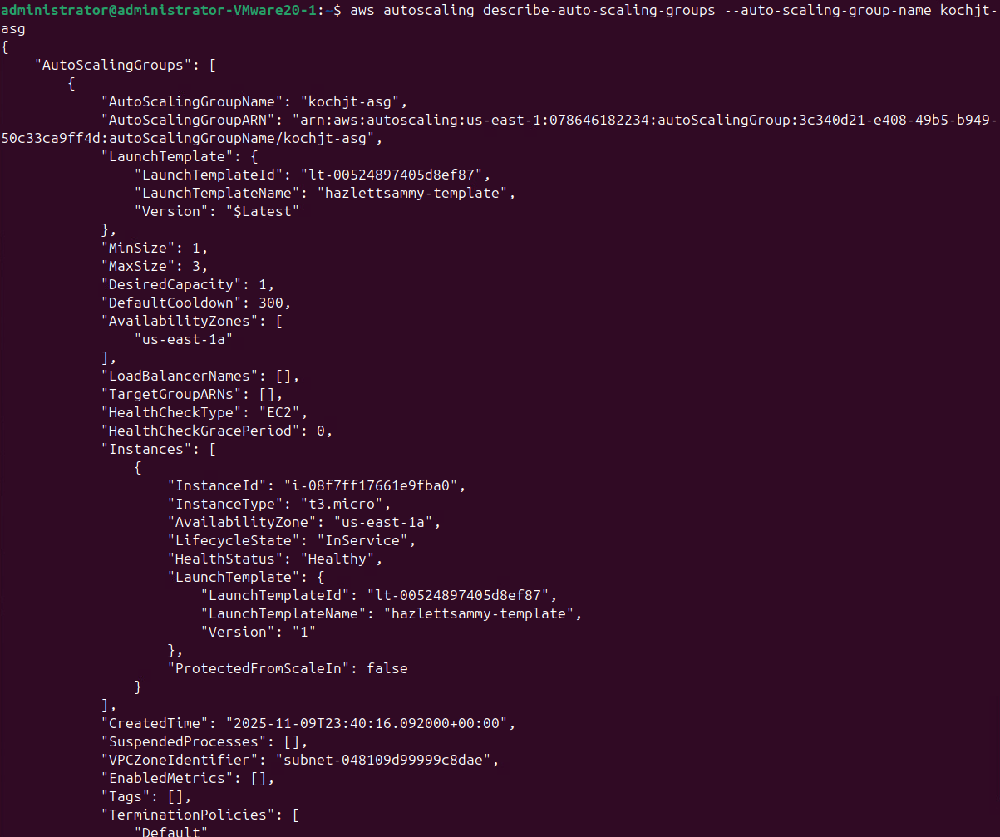 administrator@administrator-VMware20-1:~$ aws autoscaling describe-auto-scaling-groups --auto-scaling-group-name kochjt-
asg
{
    "AutoScalingGroups": [
        {
            "AutoScalingGroupName": "kochjt-asg",
            "AutoScalingGroupARN": "arn:aws:autoscaling:us-east-1:078646182234:autoScalingGroup:3c340d21-e408-49b5-b949-
50c33ca9ff4d:autoScalingGroupName/kochjt-asg",
            "LaunchTemplate": {
                "LaunchTemplateId": "lt-00524897405d8ef87",
                "LaunchTemplateName": "hazlettsammy-template",
                "Version": "$Latest"
            },
            "MinSize": 1,
            "MaxSize": 3,
            "DesiredCapacity": 1,
            "DefaultCooldown": 300,
            "AvailabilityZones": [
                "us-east-1a"
            ],
            "LoadBalancerNames": [],
            "TargetGroupARNs": [],
            "HealthCheckType": "EC2",
            "HealthCheckGracePeriod": 0,
            "Instances": [
                {
                    "InstanceId": "i-08f7ff17661e9fba0",
                    "InstanceType": "t3.micro",
                    "AvailabilityZone": "us-east-1a",
                    "LifecycleState": "InService",
                    "HealthStatus": "Healthy",
                    "LaunchTemplate": {
                        "LaunchTemplateId": "lt-00524897405d8ef87",
                        "LaunchTemplateName": "hazlettsammy-template",
                        "Version": "1"
                    },
                    "ProtectedFromScaleIn": false
                }
            ],
            "CreatedTime": "2025-11-09T23:40:16.092000+00:00",
            "SuspendedProcesses": [],
            "VPCZoneIdentifier": "subnet-048109d99999c8dae",
            "EnabledMetrics": [],
            "Tags": [],
            "TerminationPolicies": [
                "Default"